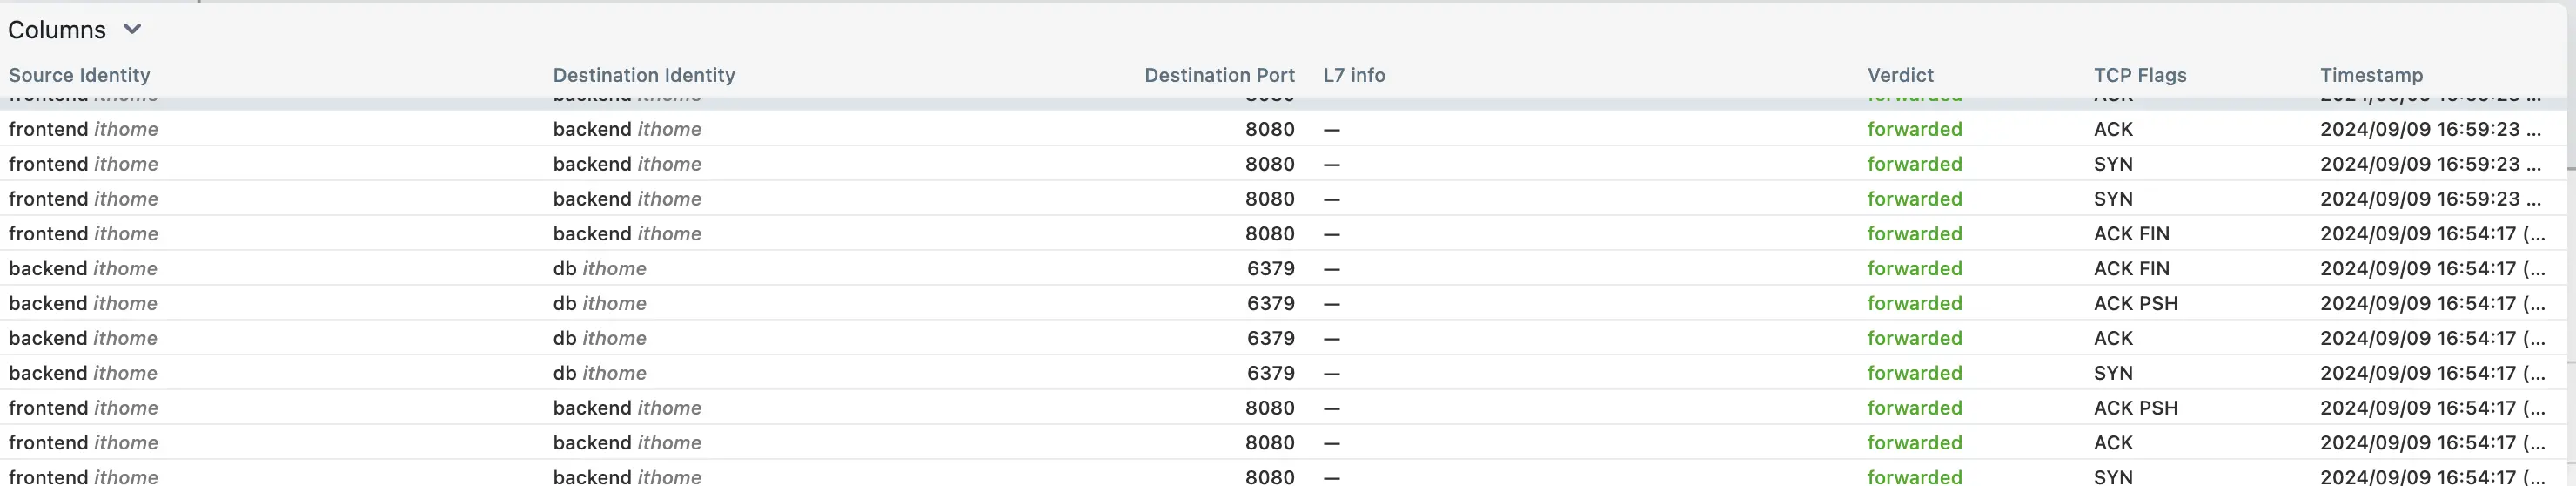 Columns
Source Identity Destination Identity Destination Port L7 info Verdict TCP Flags Timestamp
frontend ithome backend ithome 8080 — forwarded ACK 2024/09/09 16:59:23 ...
frontend ithome backend ithome 8080 — forwarded SYN 2024/09/09 16:59:23 ...
frontend ithome backend ithome 8080 — forwarded SYN 2024/09/09 16:59:23 ...
frontend ithome backend ithome 8080 — forwarded ACK FIN 2024/09/09 16:54:17 (...
backend ithome db ithome 6379 — forwarded ACK FIN 2024/09/09 16:54:17 (...
backend ithome db ithome 6379 — forwarded ACK PSH 2024/09/09 16:54:17 (...
backend ithome db ithome 6379 — forwarded ACK 2024/09/09 16:54:17 (...
backend ithome db ithome 6379 — forwarded SYN 2024/09/09 16:54:17 (...
frontend ithome backend ithome 8080 — forwarded ACK PSH 2024/09/09 16:54:17 (...
frontend ithome backend ithome 8080 — forwarded ACK 2024/09/09 16:54:17 (...
frontend ithome backend ithome 8080 — forwarded SYN 2024/09/09 16:54:17 (...